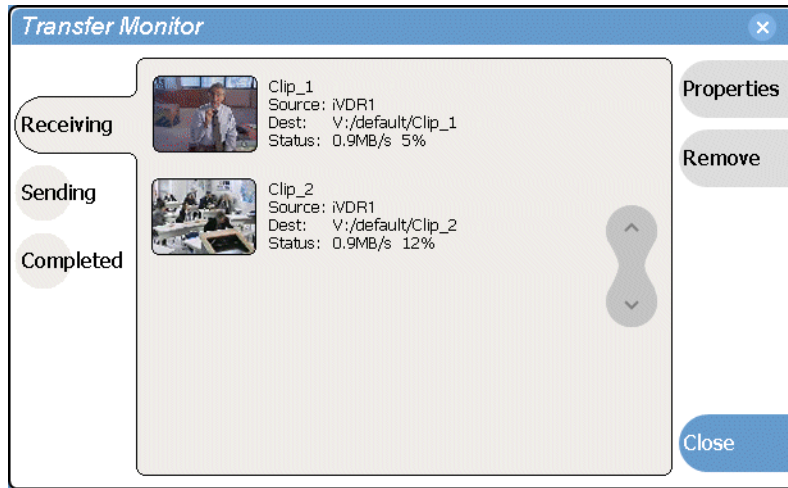 Transfer Monitor
Receiving
Sending
Completed
Clip_1
Source: iVDR1
Dest: V:/default/Clip_1
Status: 0.9MB/s 5%
Clip_2
Source: iVDR1
Dest: V:/default/Clip_2
Status: 0.9MB/s 12%
Properties
Remove
Close